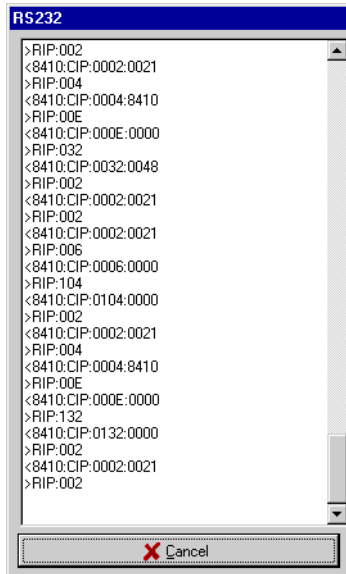 RS232
>RIP:002
<8410:CIP:0002:0021
>RIP:004
<8410:CIP:0004:8410
>RIP:00E
<8410:CIP:000E:0000
>RIP:032
<8410:CIP:0032:0048
>RIP:002
<8410:CIP:0002:0021
>RIP:002
<8410:CIP:0002:0021
>RIP:006
<8410:CIP:0006:0000
>RIP:104
<8410:CIP:0104:0000
>RIP:002
<8410:CIP:0002:0021
>RIP:004
<8410:CIP:0004:8410
>RIP:00E
<8410:CIP:000E:0000
>RIP:132
<8410:CIP:0132:0000
>RIP:002
<8410:CIP:0002:0021
>RIP:002
Cancel